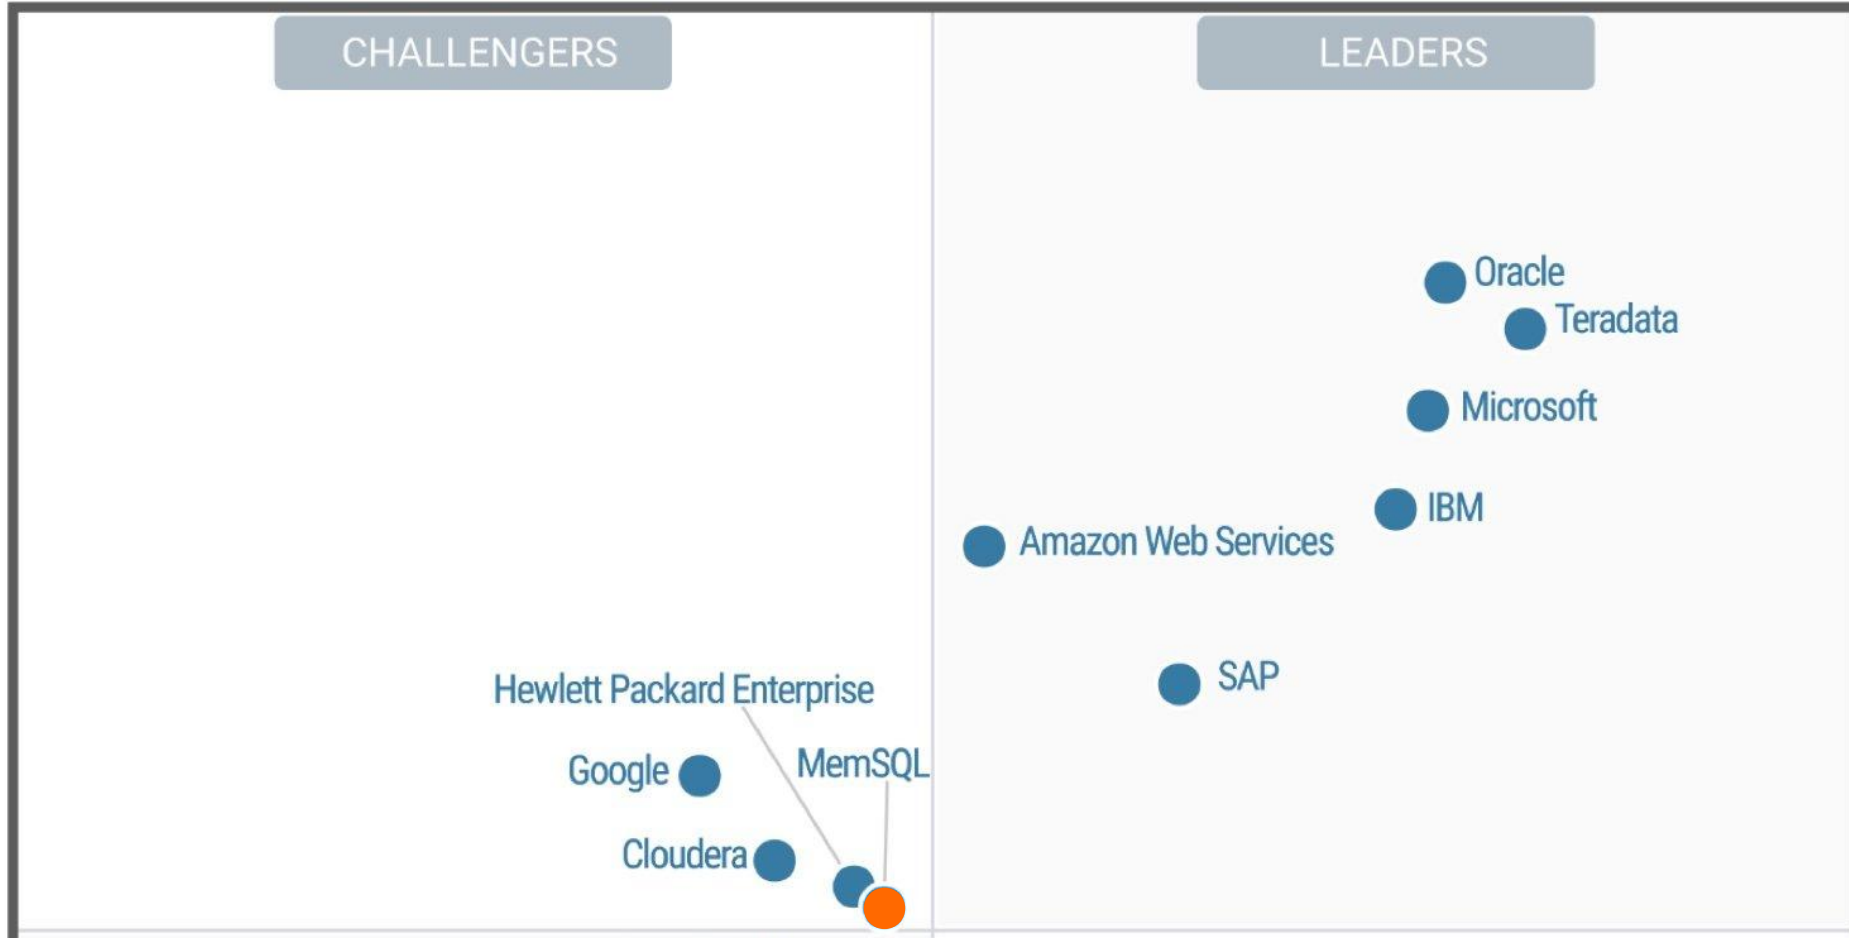 CHALLENGERS
LEADERS
Oracle
Teradata
Microsoft
IBM
Amazon Web Services
SAP
Hewlett Packard Enterprise
MemSQL
Google
Cloudera